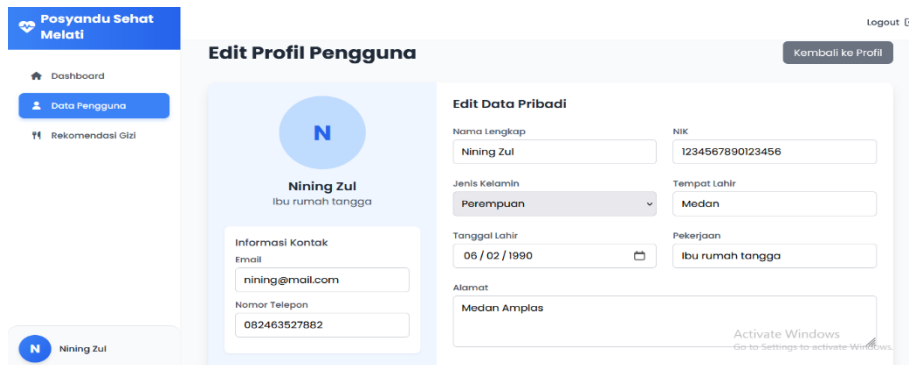 Posyandu Sehat
Melati
Logout
Edit Profil Pengguna
Kembali ke Profil
Dashboard
Data Pengguna
Rekomendasi Gizi
N
Nining Zul
Ibu rumah tangga
Informasi Kontak
Email
nining@mail.com
Nomor Telepon
082463527882
Edit Data Pribadi
Nama Lengkap
Nining Zul
NIK
1234567890123456
Jenis Kelamin
Perempuan
Tempat Lahir
Medan
Tanggal Lahir
06/02/1990
Pekerjaan
Ibu rumah tangga
Alamat
Medan Amplas
N
Nining Zul
Activate Windows
Go to Settings to activate Windows.